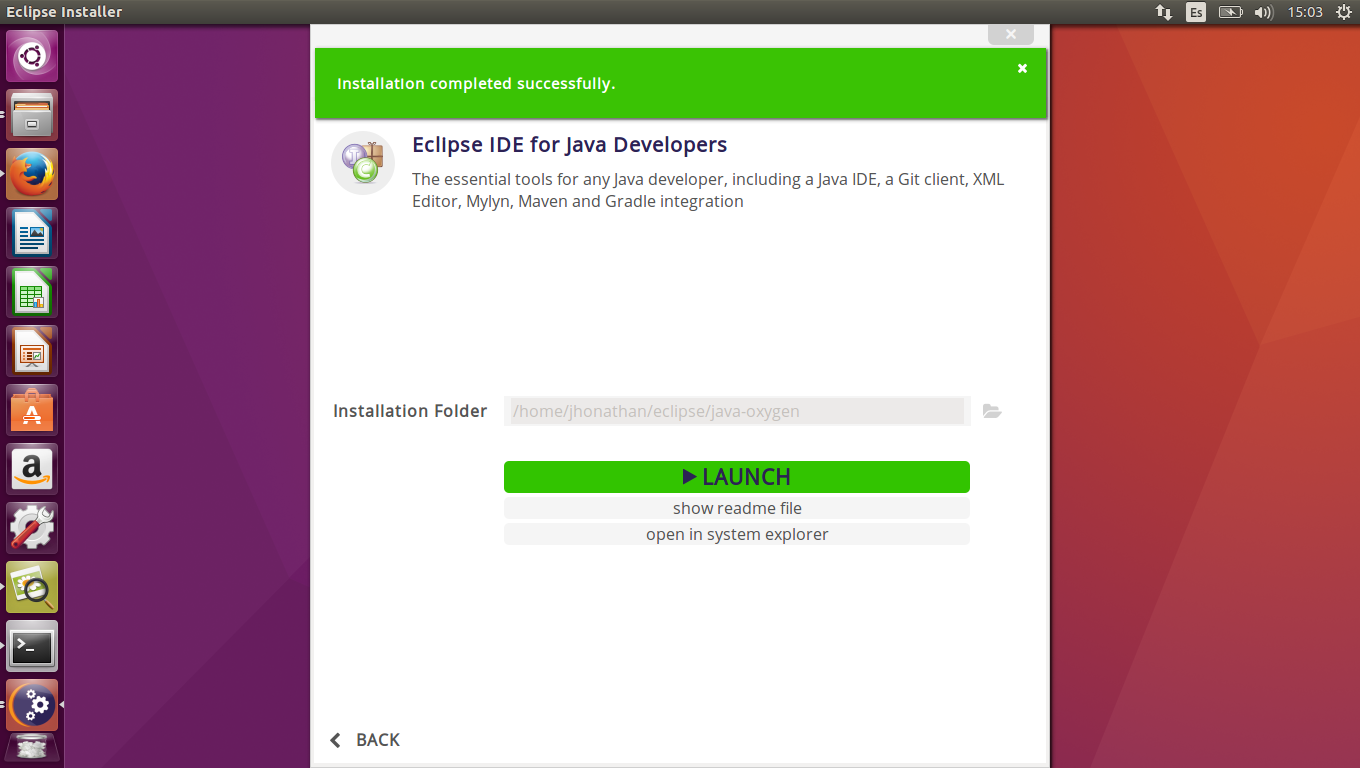 Eclipse Installer
Es
15:03
Installation completed successfully.
Eclipse IDE for Java Developers
The essential tools for any Java developer, including a Java IDE, a Git client, XML
Editor, Mylyn, Maven and Gradle integration
Installation Folder
/home/jhonathan/eclipse/java-oxygen
LAUNCH
show readme file
open in system explorer
BACK